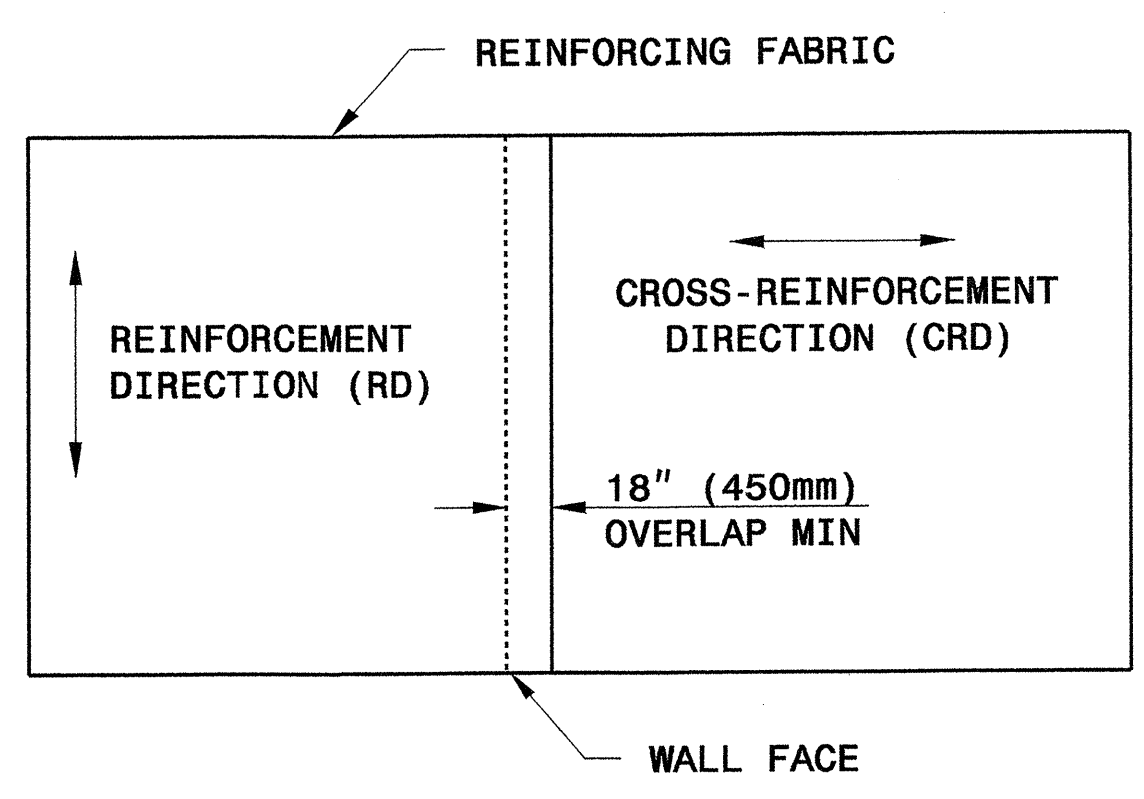 REINFORCING FABRIC
REINFORCEMENT
DIRECTION (RD)
CROSS-REINFORCEMENT
DIRECTION (CRD)
18" (450mm)
OVERLAP MIN
WALL FACE